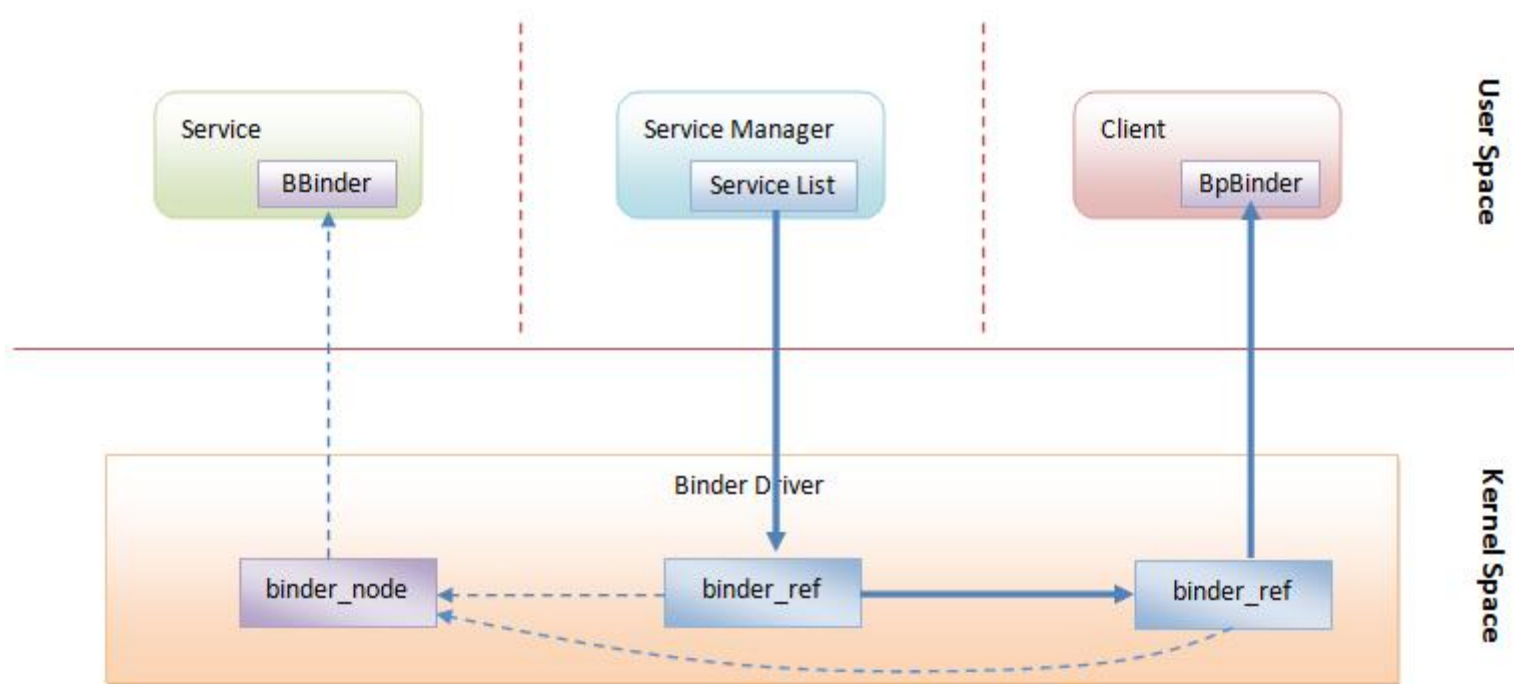 Service
BBinder
Service Manager
Service List
Client
BpBinder
User Space
Binder Driver
binder_node
binder_ref
binder_ref
Kernel Space